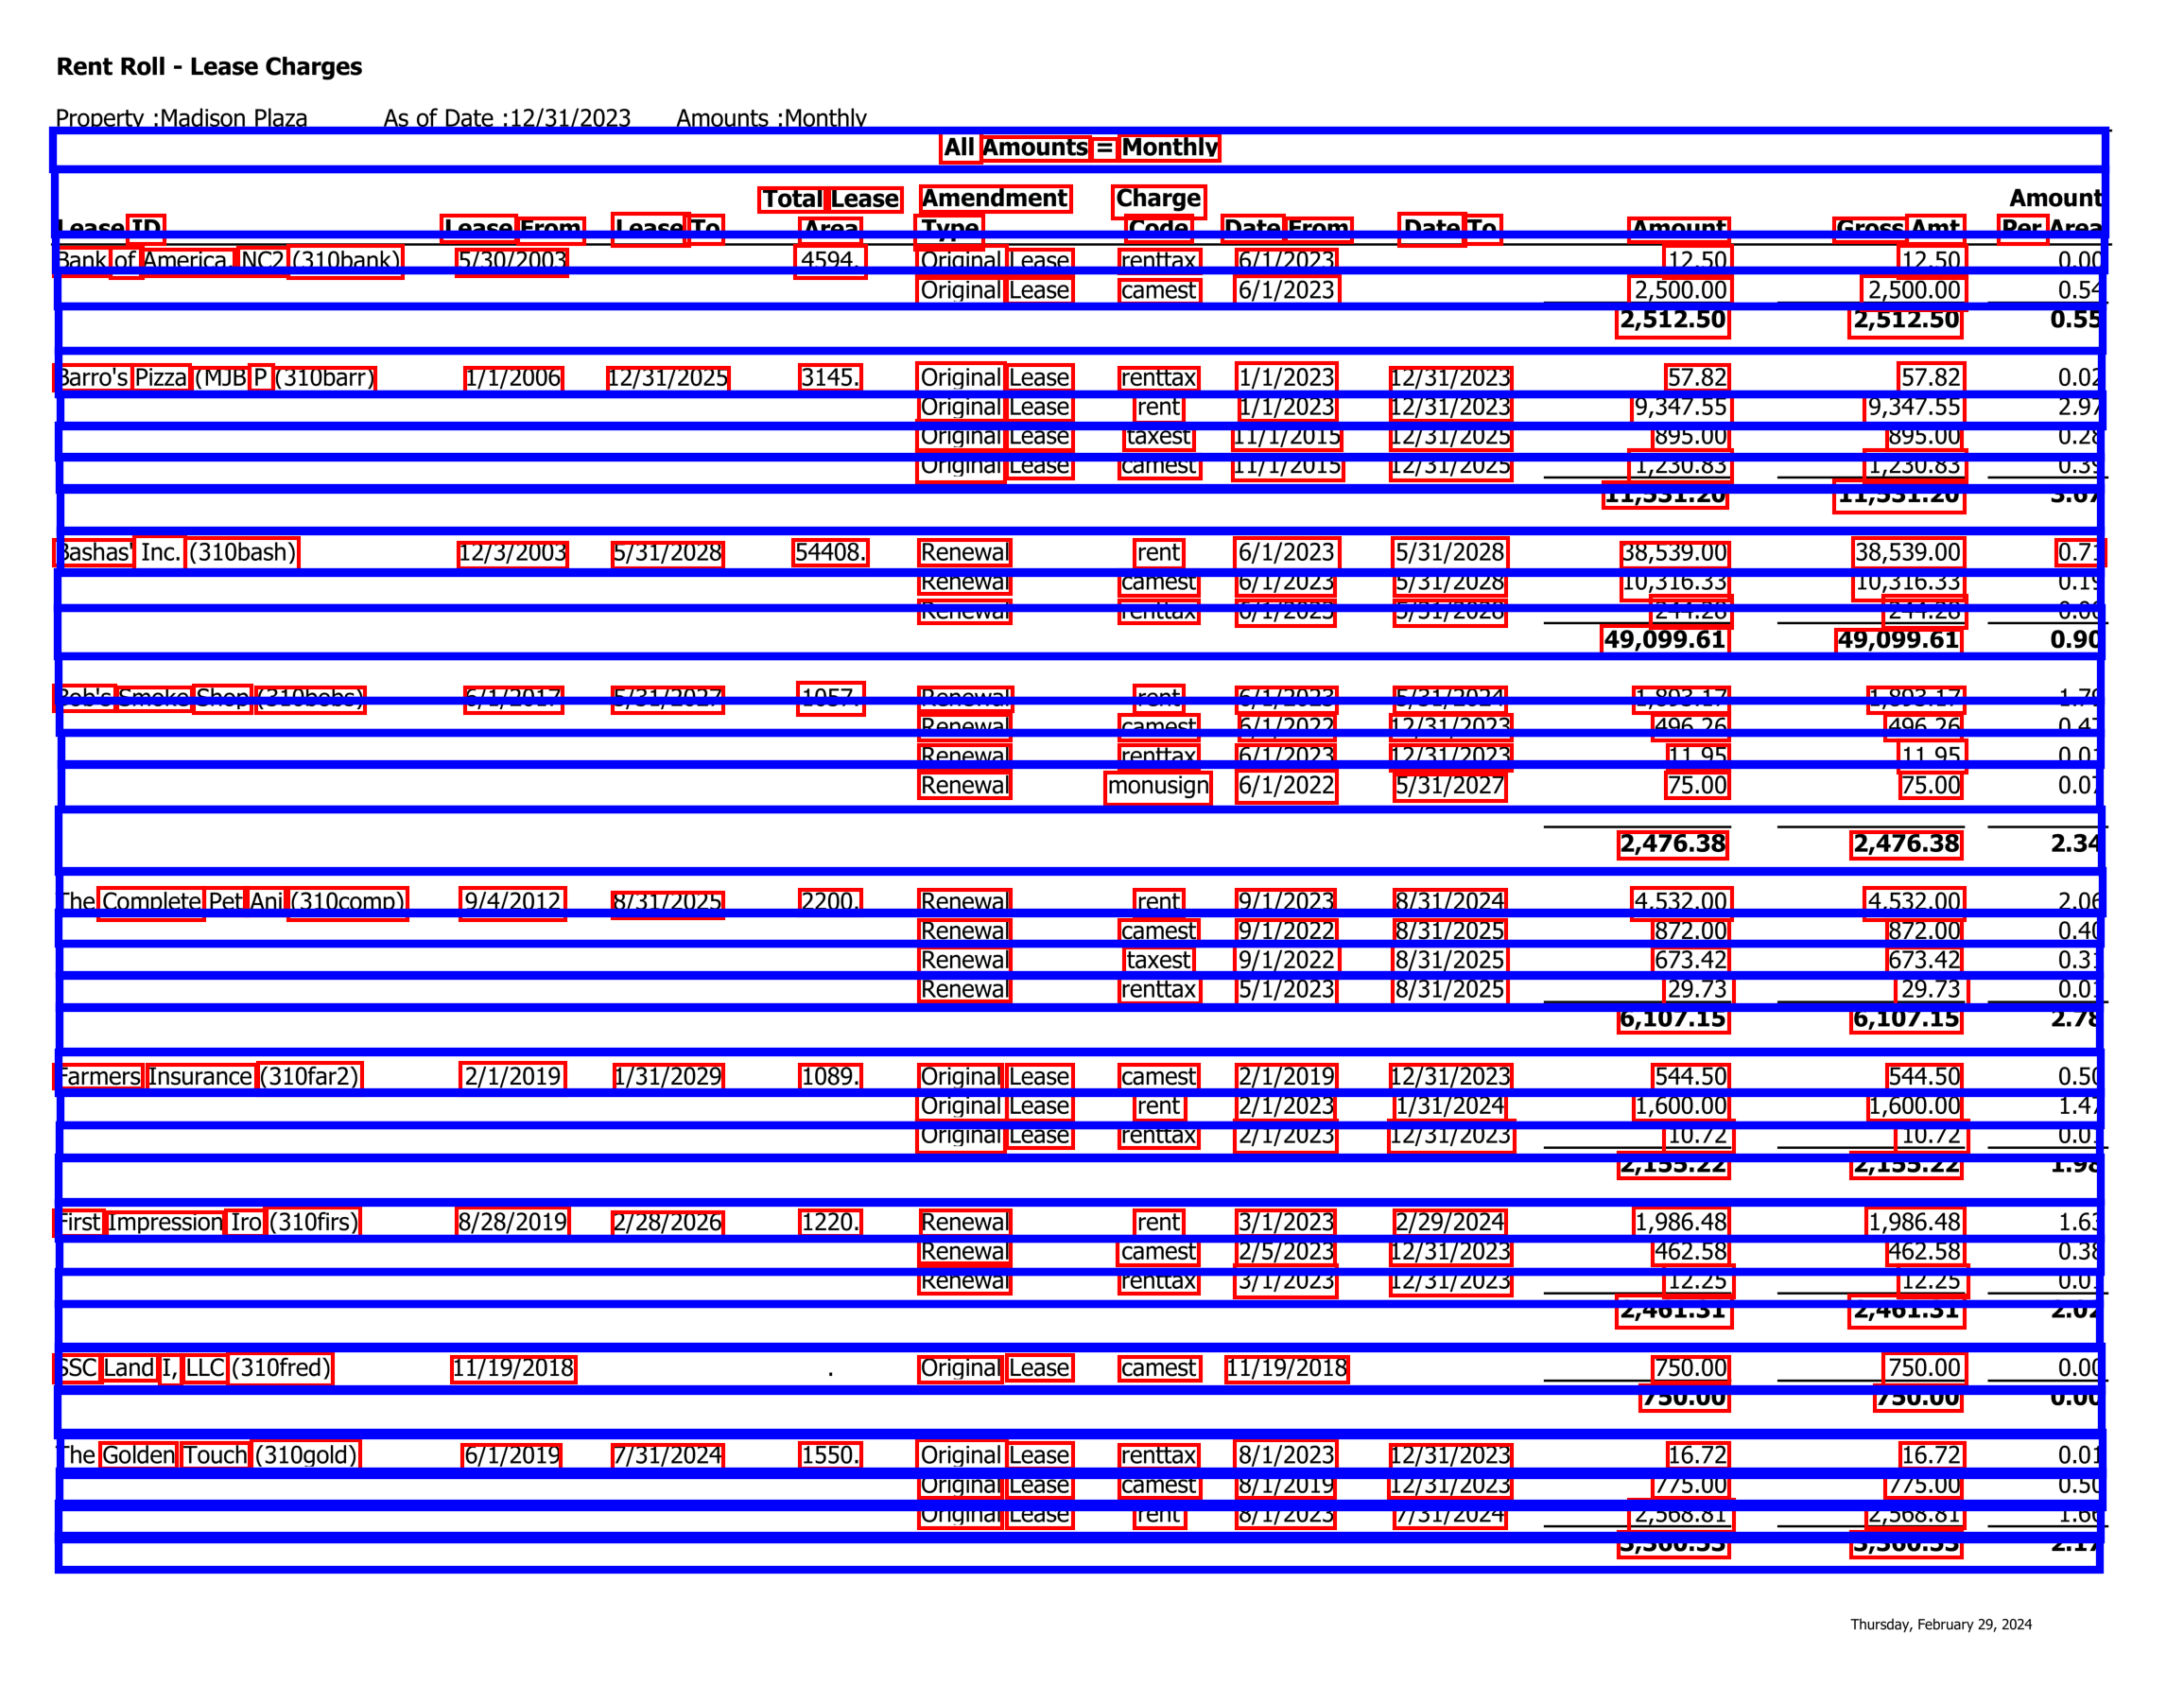 Rent Roll - Lease Charges
Property :Madison Plaza As of Date :12/31/2023 Amounts :Monthly
All Amounts = Monthly
Total Lease Amendment Charge Amount
Lease ID Lease From Lease To Area Type Code Date From Date To Amount Gross Amt Per Area
Bank of America, NC2 (310bank) 5/30/2003 4594. Original Lease renttax 6/1/2023 12.50 12.50 0.00
Original Lease camest 6/1/2023 2,500.00 2,500.00 0.54
2,512.50 2,512.50 0.55
Barro's Pizza (MJB P (310barr) 1/1/2006 12/31/2025 3145. Original Lease renttax 1/1/2023 12/31/2023 57.82 57.82 0.02
Original Lease rent 1/1/2023 12/31/2023 9,347.55 9,347.55 2.97
Original Lease taxest 11/1/2015 12/31/2025 895.00 895.00 0.28
Original Lease camest 11/1/2015 12/31/2025 1,230.83 1,230.83 0.39
11,531.20 11,531.20 3.67
Bashas' Inc. (310bash) 12/3/2003 5/31/2028 54408. Renewal rent 6/1/2023 5/31/2028 38,539.00 38,539.00 0.71
Renewal camest 6/1/2023 5/31/2028 10,316.33 10,316.33 0.19
Renewal renttax 6/1/2023 5/31/2028 244.28 244.28 0.00
49,099.61 49,099.61 0.90
Bob's Smoke Shop (310bobs) 6/1/2017 5/31/2027 1057. Renewal rent 6/1/2023 5/31/2024 1,893.17 1,893.17 1.79
Renewal camest 6/1/2022 12/31/2023 496.26 496.26 0.47
Renewal renttax 6/1/2023 12/31/2023 11.95 11.95 0.01
Renewal monusign 6/1/2022 5/31/2027 75.00 75.00 0.07
2,476.38 2,476.38 2.34
The Complete Pet Ani (310comp) 9/4/2012 8/31/2025 2200. Renewal rent 9/1/2023 8/31/2024 4,532.00 4,532.00 2.06
Renewal camest 9/1/2022 8/31/2025 872.00 872.00 0.40
Renewal taxest 9/1/2022 8/31/2025 673.42 673.42 0.31
Renewal renttax 5/1/2023 8/31/2025 29.73 29.73 0.01
6,107.15 6,107.15 2.78
Farmers Insurance (310far2) 2/1/2019 1/31/2029 1089. Original Lease camest 2/1/2019 12/31/2023 544.50 544.50 0.50
Original Lease rent 2/1/2023 1/31/2024 1,600.00 1,600.00 1.47
Original Lease renttax 2/1/2023 12/31/2023 10.72 10.72 0.01
2,155.22 2,155.22 1.98
First Impression Iro (310firs) 8/28/2019 2/28/2026 1220. Renewal rent 3/1/2023 2/29/2024 1,986.48 1,986.48 1.63
Renewal camest 2/5/2023 12/31/2023 462.58 462.58 0.38
Renewal renttax 3/1/2023 12/31/2023 12.25 12.25 0.01
2,461.31 2,461.31 2.02
SSC Land I, LLC (310fred) 11/19/2018 . Original Lease camest 11/19/2018 750.00 750.00 0.00
750.00 750.00 0.00
The Golden Touch (310gold) 6/1/2019 7/31/2024 1550. Original Lease renttax 8/1/2023 12/31/2023 16.72 16.72 0.01
Original Lease camest 8/1/2019 12/31/2023 775.00 775.00 0.50
Original Lease rent 8/1/2023 7/31/2024 2,568.81 2,568.81 1.66
3,360.53 3,360.53 2.17
Thursday, February 29, 2024